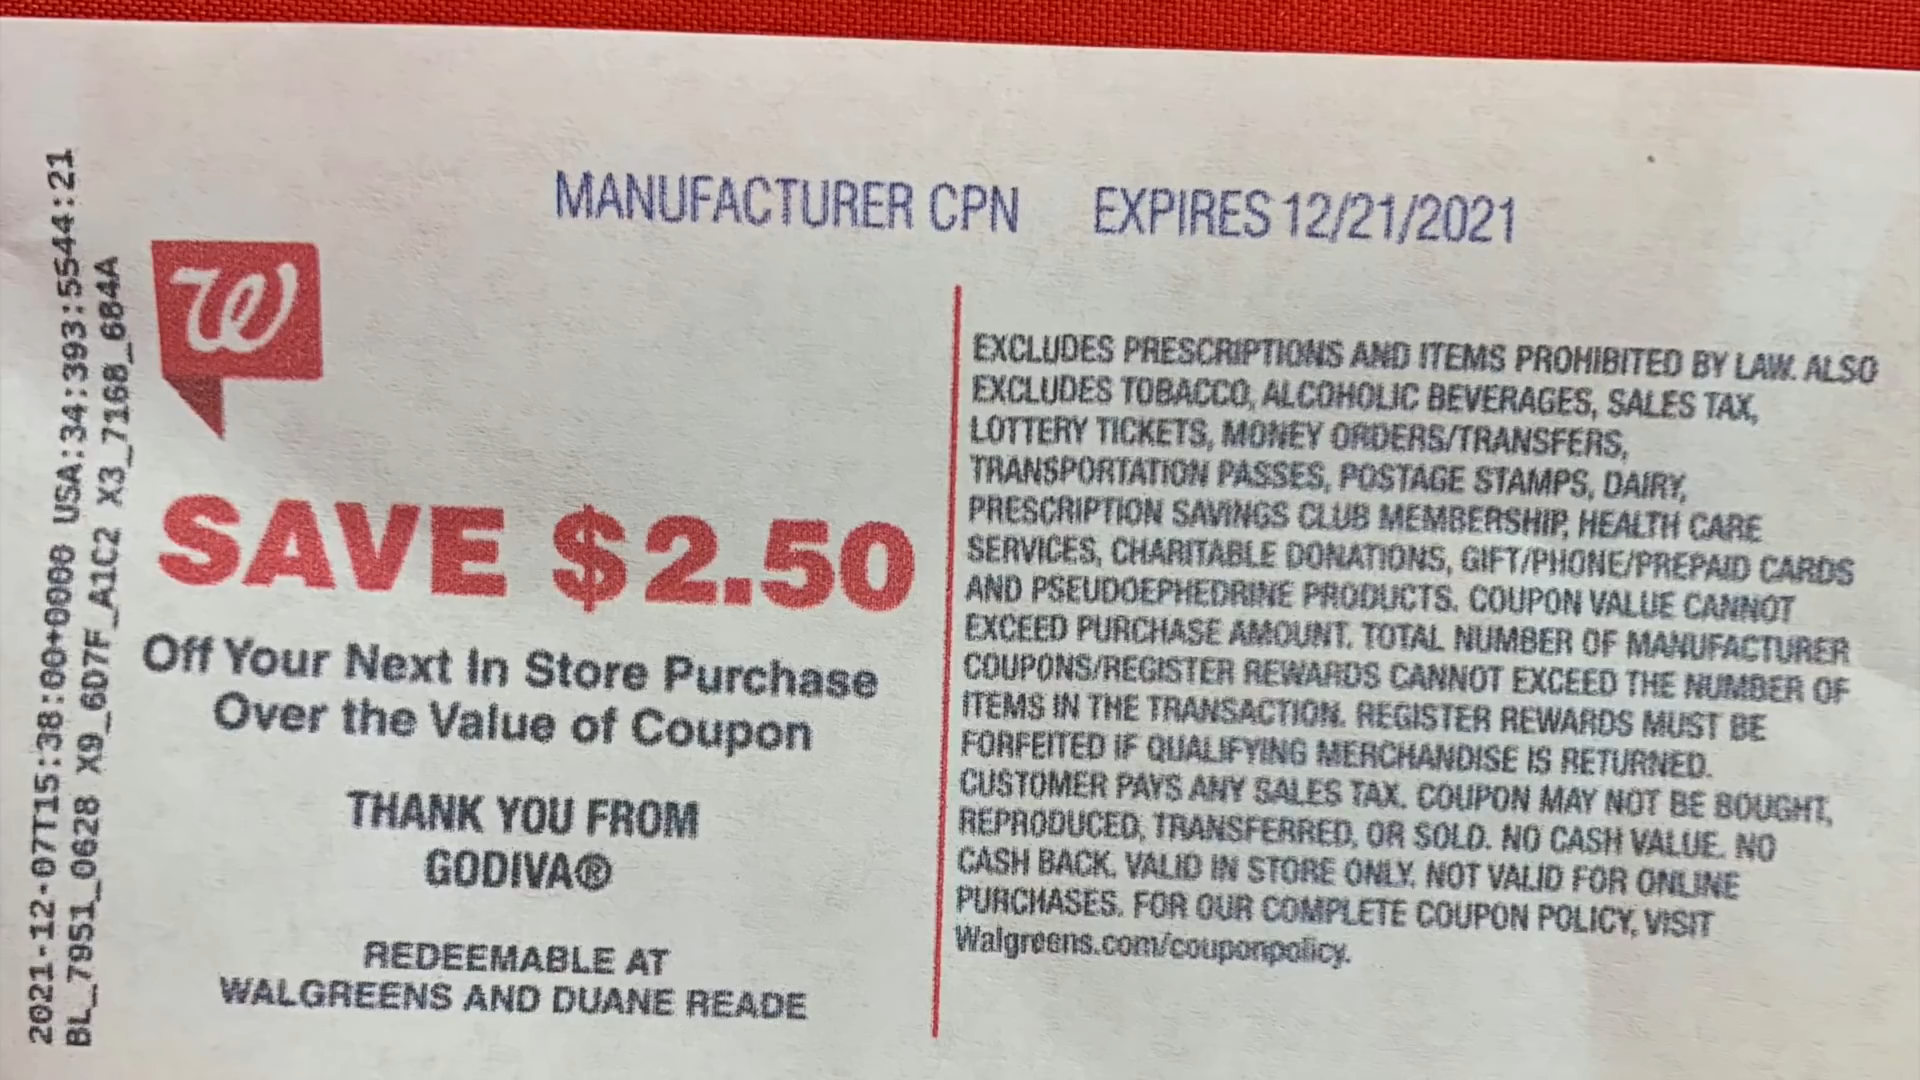 MANUFACTURER CPN EXPIRES 12/21/2021
W
SAVE $2.50
Off Your Next In Store Purchase
Over the Value of Coupon
THANK YOU FROM
GODIVA®
REDEEMABLE AT
WALGREENS AND DUANE READE
EXCLUDES PRESCRIPTIONS AND ITEMS PROHIBITED BY LAW. ALSO
EXCLUDES TOBACCO, ALCOHOLIC BEVERAGES, SALES TAX,
LOTTERY TICKETS, MONEY ORDERS/TRANSFERS,
TRANSPORTATION PASSES, POSTAGE STAMPS, DAIRY,
PRESCRIPTION SAVINGS CLUB MEMBERSHIP, HEALTH CARE
SERVICES, CHARITABLE DONATIONS, GIFT/PHONE/PREPAID CARDS
AND PSEUDOEPHEDRINE PRODUCTS. COUPON VALUE CANNOT
EXCEED PURCHASE AMOUNT. TOTAL NUMBER OF MANUFACTURER
COUPONS/REGISTER REWARDS CANNOT EXCEED THE NUMBER OF
ITEMS IN THE TRANSACTION. REGISTER REWARDS MUST BE
FORFEITED IF QUALIFYING MERCHANDISE IS RETURNED.
CUSTOMER PAYS ANY SALES TAX. COUPON MAY NOT BE BOUGHT,
REPRODUCED, TRANSFERRED, OR SOLD. NO CASH VALUE. NO
CASH BACK. VALID IN STORE ONLY. NOT VALID FOR ONLINE
PURCHASES. FOR OUR COMPLETE COUPON POLICY, VISIT
Walgreens.com/couponpolicy.
2021-12-07T15:38:00+0000 USA:34:393:5544:21
BL_7951_0628 X9_6D7F_A1C2 X3_7168_684A